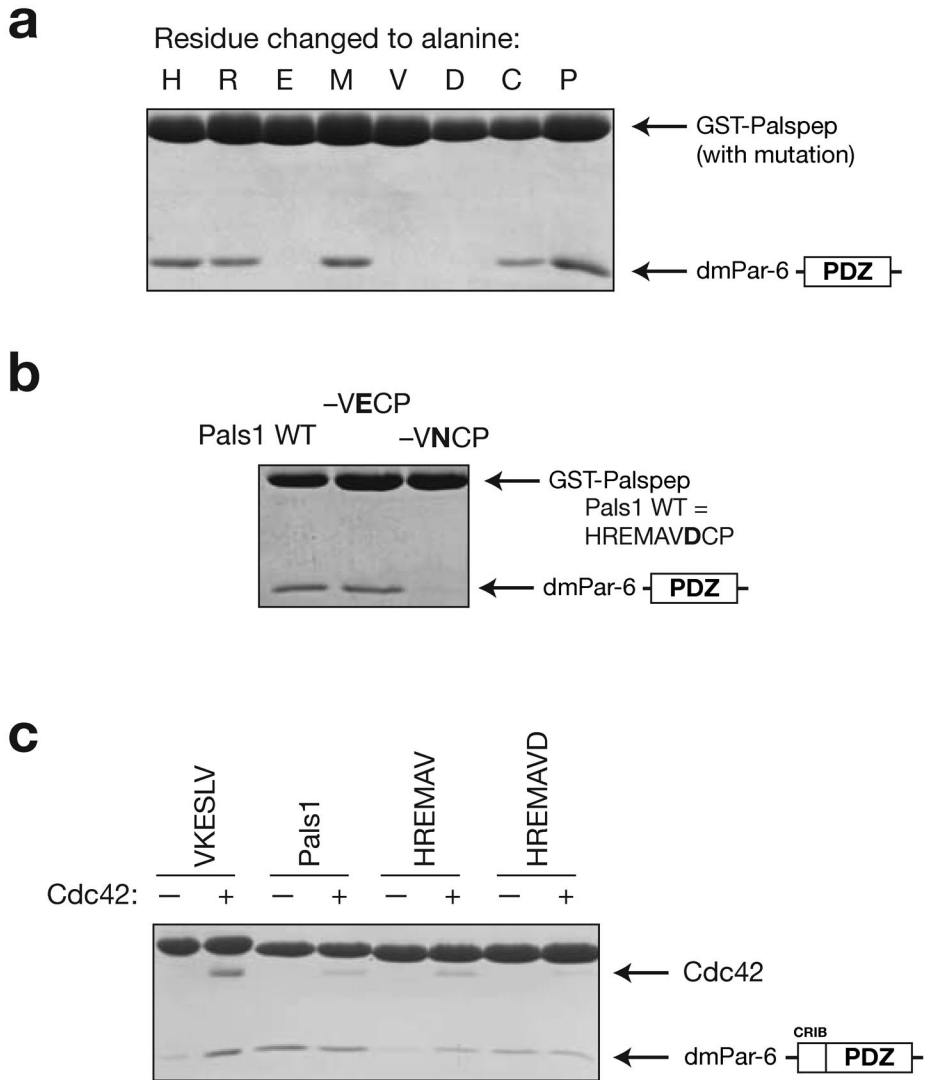 a
Residue changed to alanine:
H R E M V D C P
GST-Palspep
(with mutation)
dmPar-6 PDZ
b
–VECP
Pals1 WT –VNCP
GST-Palspep
Pals1 WT =
HREMAVDCP
dmPar-6 PDZ
c
VKESLV Pals1 HREMAV HREMAVD
Cdc42: – + – + – + – +
Cdc42
CRIB
dmPar-6 PDZ